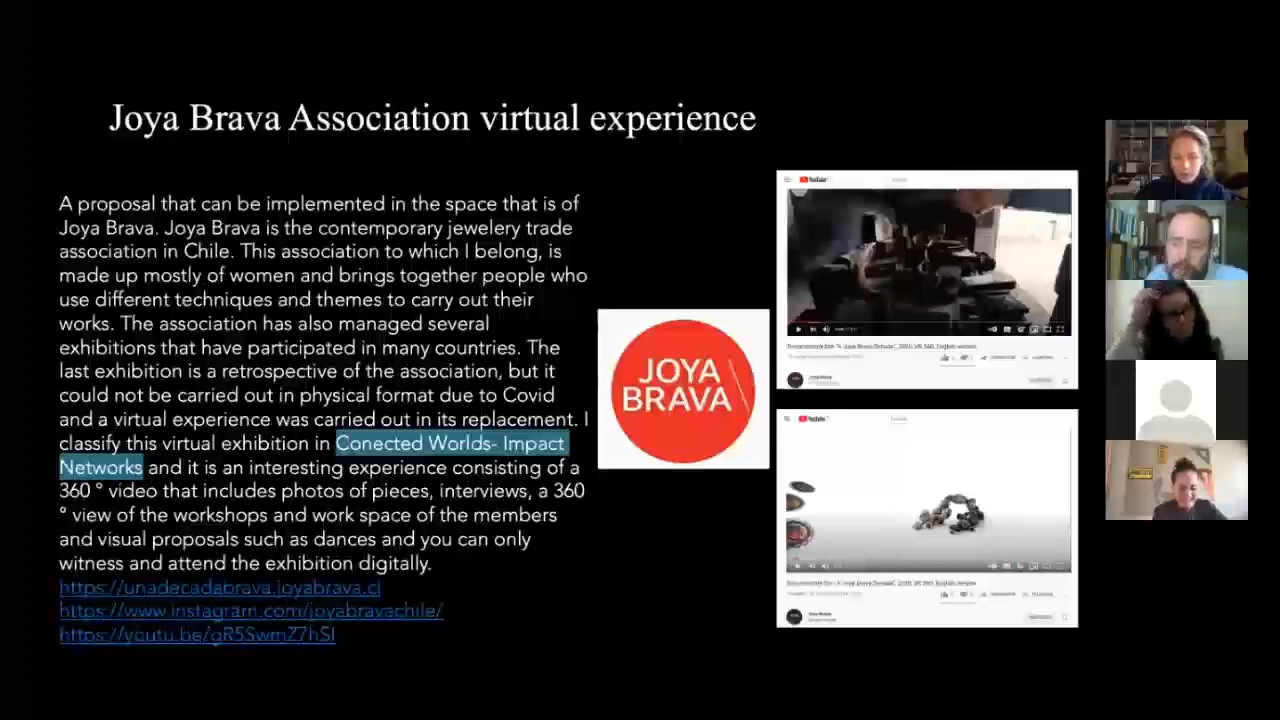 Joya Brava Association virtual experience
A proposal that can be implemented in the space that is of
Joya Brava. Joya Brava is the contemporary jewelery trade
association in Chile. This association to which I belong, is
made up mostly of women and brings together people who
use different techniques and themes to carry out their
works. The association has also managed several
exhibitions that have participated in many countries. The
last exhibition is a retrospective of the association, but it
could not be carried out in physical format due to Covid
and a virtual experience was carried out in its replacement. I
classify this virtual exhibition in Conected Worlds- Impact
Networks and it is an interesting experience consisting of a
360 ° video that includes photos of pieces, interviews, a 360
° view of the workshops and work space of the members
and visual proposals such as dances and you can only
witness and attend the exhibition digitally.
https://unadecadabrava.joyabrava.cl
https://www.instagram.com/joyabravachile/
https://youtu.be/gR5SwmZ7hSI
JOYA
BRAVA
YouTube
YouTube